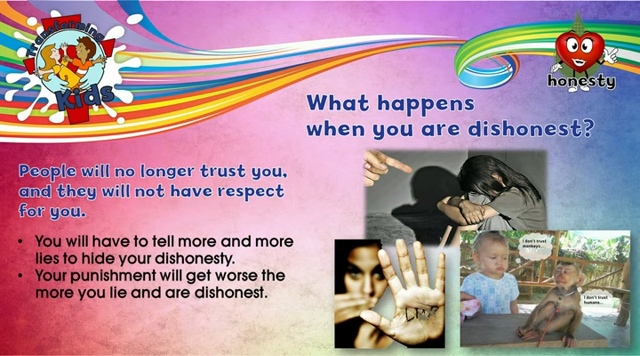 Transforming
Kids
honesty
What happens
when you are dishonest?
People will no longer trust you,
and they will not have respect
for you.
• You will have to tell more and more
lies to hide your dishonesty.
• Your punishment will get worse the
more you lie and are dishonest.
I don't trust
monkeys...
I don't trust
humans...